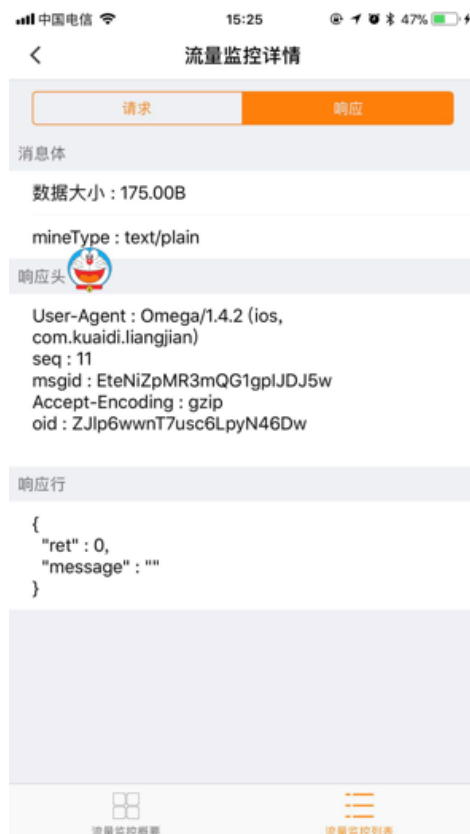 中国电信 15:25 47%
流量监控详情
请求 响应
消息体
数据大小 : 175.00B
mineType : text/plain
响应头
User-Agent : Omega/1.4.2 (ios,
com.kuaidi.liangjian)
seq : 11
msgid : EteNiZpMR3mQG1gplJDJ5w
Accept-Encoding : gzip
oid : ZJlp6wwnT7usc6LpyN46Dw
响应行
{
"ret" : 0,
"message" : ""
}
流量监控概要 流量监控列表